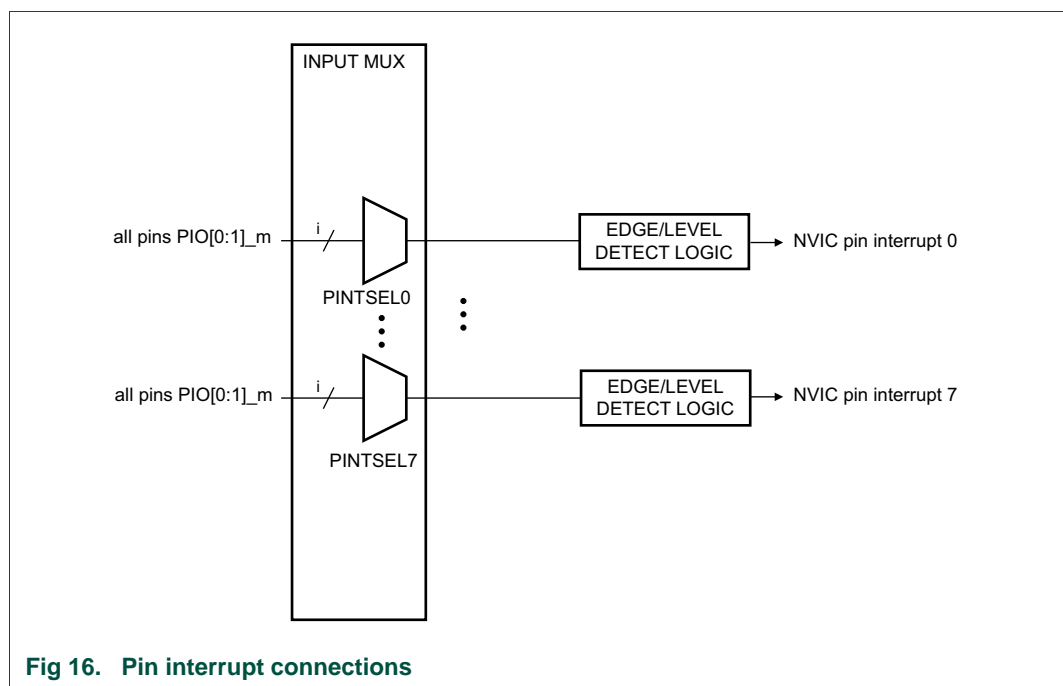 INPUT MUX
all pins PIO[0:1]_m
i
PINTSEL0
EDGE/LEVEL
DETECT LOGIC
NVIC pin interrupt 0
all pins PIO[0:1]_m
i
PINTSEL7
EDGE/LEVEL
DETECT LOGIC
NVIC pin interrupt 7
Fig 16. Pin interrupt connections